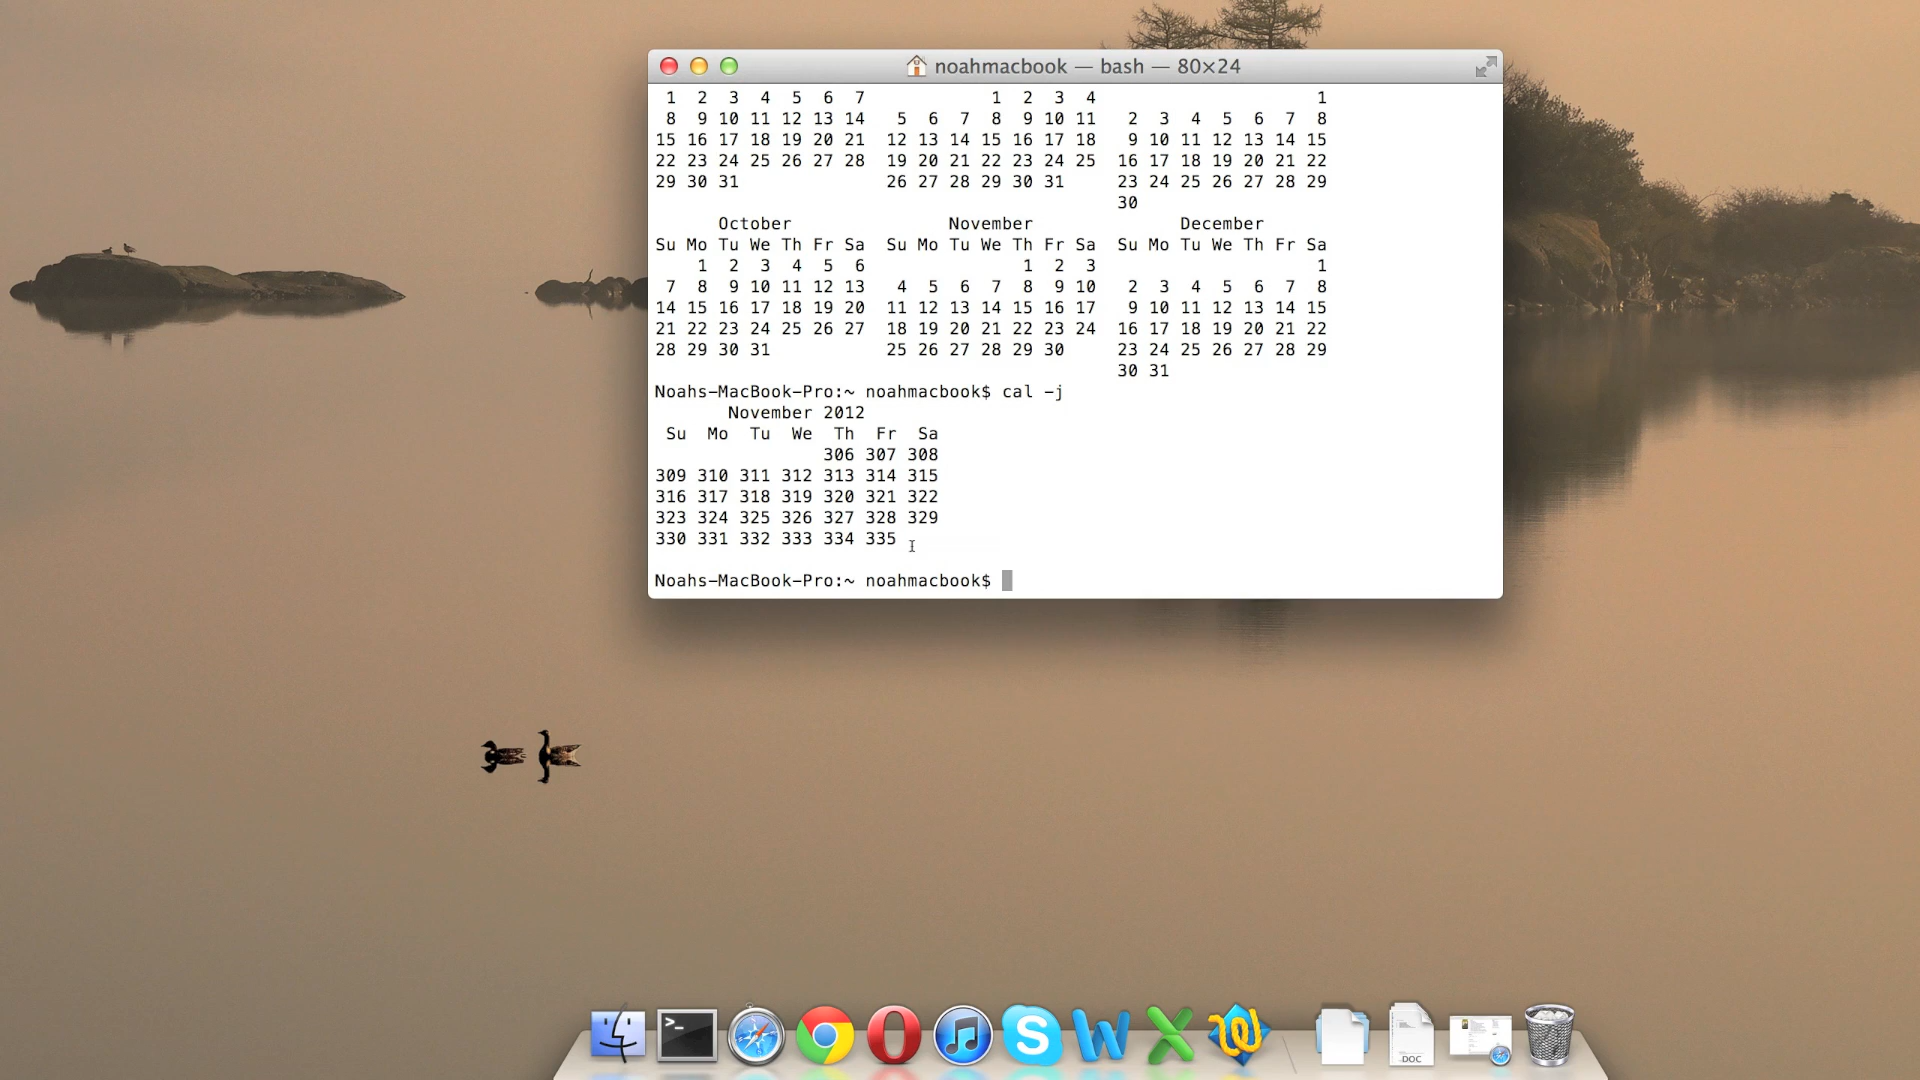 noahmacbook — bash — 80×24
 1  2  3  4  5  6  7            1  2  3  4                     1
 8  9 10 11 12 13 14   5  6  7  8  9 10 11   2  3  4  5  6  7  8
15 16 17 18 19 20 21  12 13 14 15 16 17 18   9 10 11 12 13 14 15
22 23 24 25 26 27 28  19 20 21 22 23 24 25  16 17 18 19 20 21 22
29 30 31              26 27 28 29 30 31     23 24 25 26 27 28 29
                                            30
      October               November              December
Su Mo Tu We Th Fr Sa  Su Mo Tu We Th Fr Sa  Su Mo Tu We Th Fr Sa
    1  2  3  4  5  6               1  2  3                     1
 7  8  9 10 11 12 13   4  5  6  7  8  9 10   2  3  4  5  6  7  8
14 15 16 17 18 19 20  11 12 13 14 15 16 17   9 10 11 12 13 14 15
21 22 23 24 25 26 27  18 19 20 21 22 23 24  16 17 18 19 20 21 22
28 29 30 31           25 26 27 28 29 30     23 24 25 26 27 28 29
                                            30 31
Noahs-MacBook-Pro:~ noahmacbook$ cal -j
       November 2012
 Su  Mo  Tu  We  Th  Fr  Sa
                306 307 308
309 310 311 312 313 314 315
316 317 318 319 320 321 322
323 324 325 326 327 328 329
330 331 332 333 334 335
Noahs-MacBook-Pro:~ noahmacbook$
>_
S
W
DOC